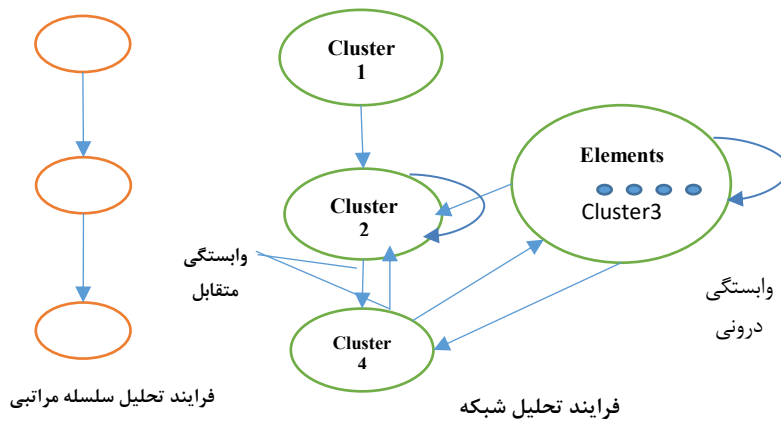 Cluster
1
Elements
Cluster3
Cluster
2
وابستگی
متقابل
وابستگی
درونی
Cluster
4
فرایند تحلیل سلسله مراتبی
فرایند تحلیل شبکه